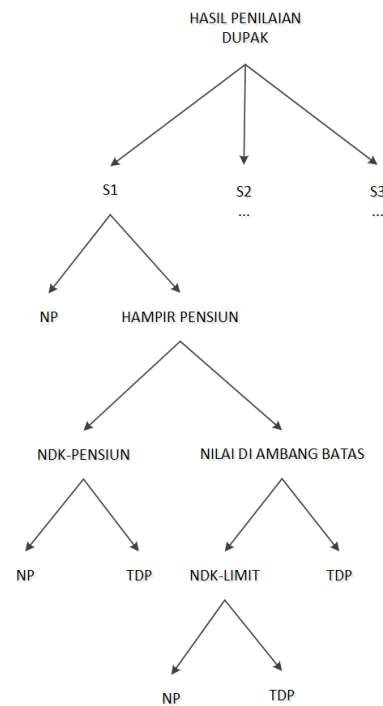 HASIL PENILAIAN
DUPAK
S1
S2
...
S3
...
NP
HAMPIR PENSIUN
NDK-PENSIUN
NILAI DI AMBANG BATAS
NP
TDP
NDK-LIMIT
TDP
NP
TDP